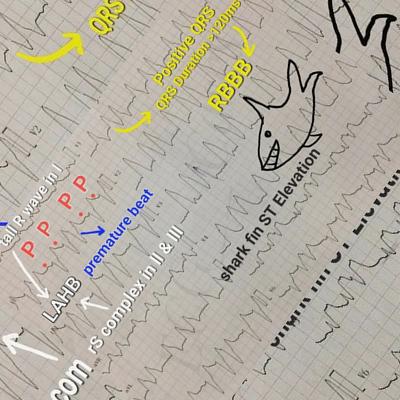 QRS
Positive QRS
QRS Duration ~120ms
RBBB
V2
tall R wave in I
P P P P
premature beat
LAHB
rS complex in II & III
shark fin ST Elevation
shark fin ST Elevation
com
V6